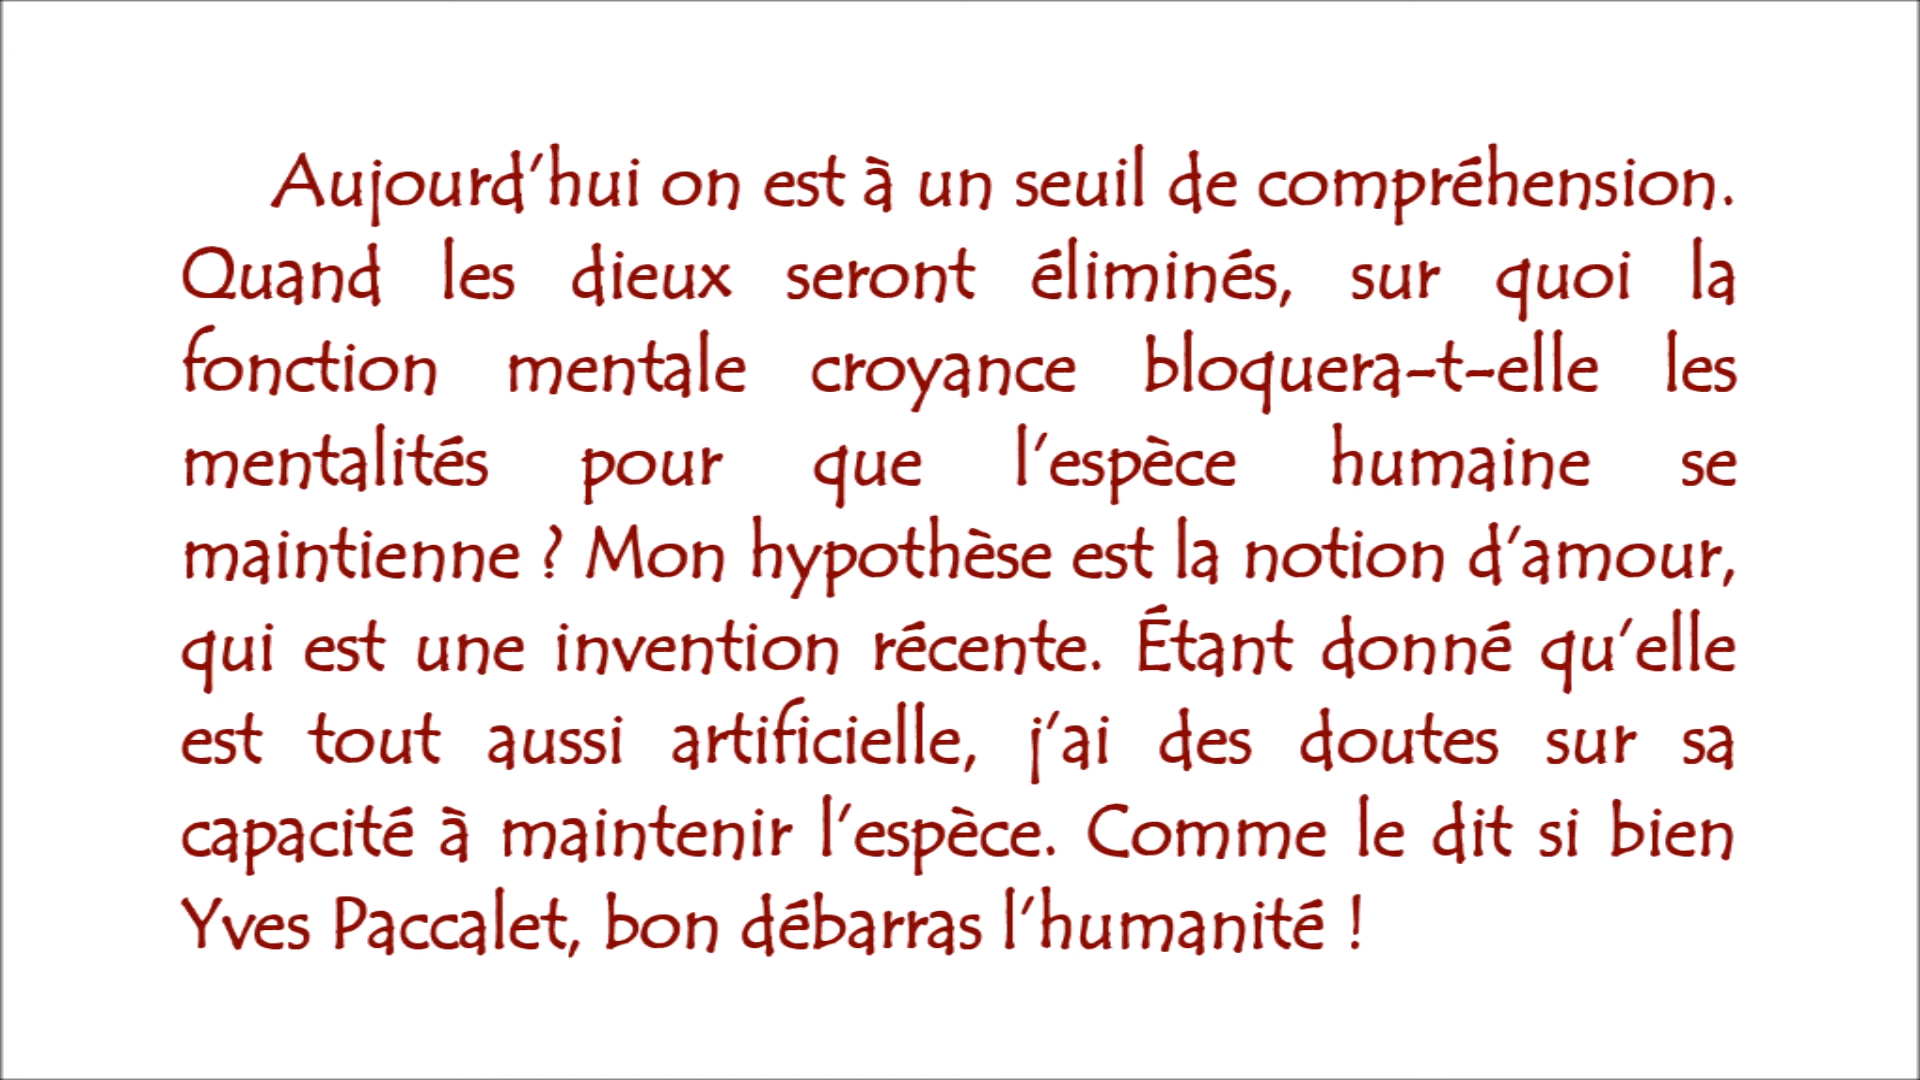 Aujourd’hui on est à un seuil de compréhension.
Quand les dieux seront éliminés, sur quoi la
fonction mentale croyance bloquera-t-elle les
mentalités pour que l’espèce humaine se
maintienne ? Mon hypothèse est la notion d’amour,
qui est une invention récente. Étant donné qu’elle
est tout aussi artificielle, j’ai des doutes sur sa
capacité à maintenir l’espèce. Comme le dit si bien
Yves Paccalet, bon débarras l’humanité !